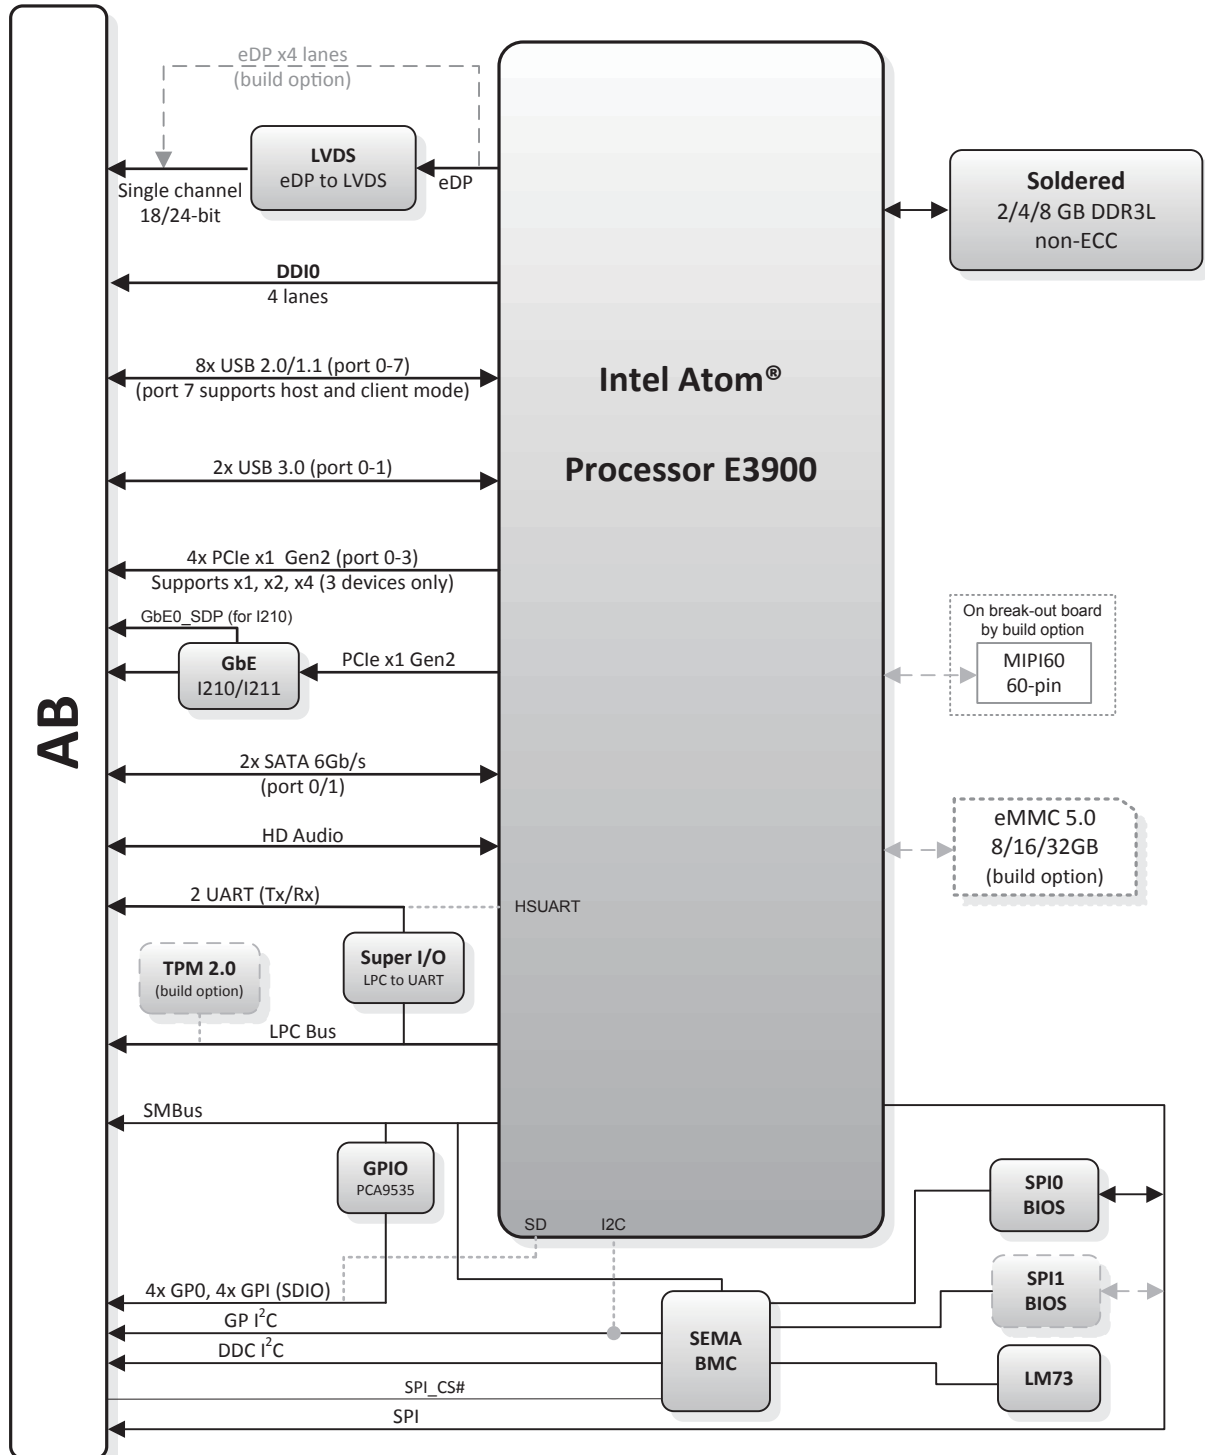 eDP x4 lanes
(build option)
LVDS
eDP to LVDS
eDP
Single channel
18/24-bit
Soldered
2/4/8 GB DDR3L
non-ECC
DDI0
4 lanes
8x USB 2.0/1.1 (port 0-7)
(port 7 supports host and client mode)
Intel Atom®
Processor E3900
2x USB 3.0 (port 0-1)
4x PCIe x1 Gen2 (port 0-3)
Supports x1, x2, x4 (3 devices only)
GbE0_SDP (for I210)
GbE
I210/I211
PCIe x1 Gen2
On break-out board
by build option
MIPI60
60-pin
AB
2x SATA 6Gb/s
(port 0/1)
HD Audio
eMMC 5.0
8/16/32GB
(build option)
2 UART (Tx/Rx)
HSUART
TPM 2.0
(build option)
Super I/O
LPC to UART
LPC Bus
SMBus
GPIO
PCA9535
SD
I2C
SPI0
BIOS
SPI1
BIOS
4x GP0, 4x GPI (SDIO)
GP I²C
DDC I²C
SEMA
BMC
LM73
SPI_CS#
SPI